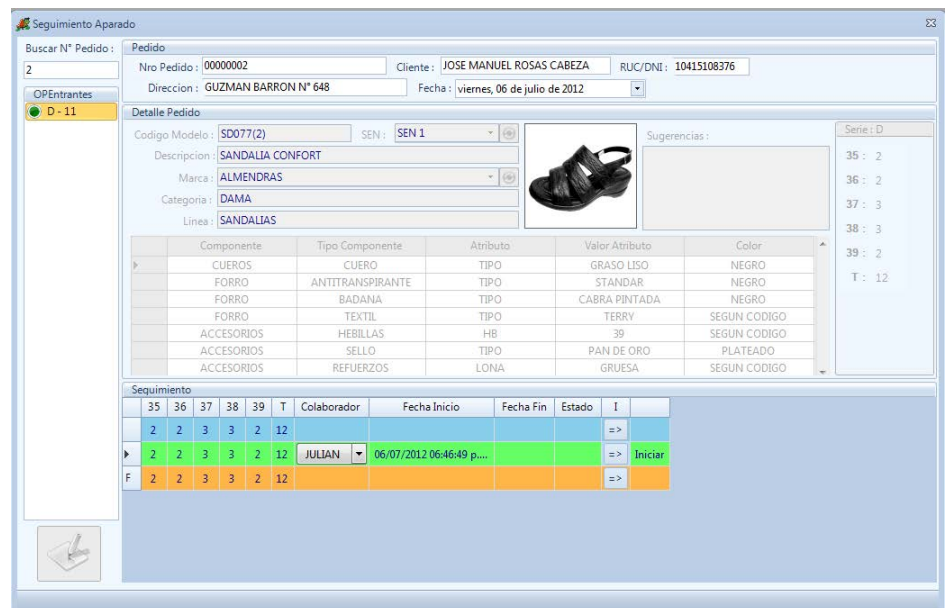 Seguimiento Aparado
Buscar N° Pedido :
2
OPEntrantes
D - 11
Pedido
Nro Pedido : 00000002 Cliente : JOSE MANUEL ROSAS CABEZA RUC/DNI : 10415108376
Direccion : GUZMAN BARRON N° 648 Fecha : viernes, 06 de julio de 2012
Detalle Pedido
Codigo Modelo : SD077(2) SEN : SEN 1 Sugerencias :
Descripcion : SANDALIA CONFORT
Marca : ALMENDRAS
Categoria : DAMA
Linea : SANDALIAS
Serie : D
35 : 2
36 : 2
37 : 3
38 : 3
39 : 2
T : 12
Componente Tipo Componente Atributo Valor Atributo Color
CUEROS CUERO TIPO GRASO LISO NEGRO
FORRO ANTITRANSPIRANTE TIPO STANDAR NEGRO
FORRO BADANA TIPO CABRA PINTADA NEGRO
FORRO TEXTIL TIPO TERRY SEGUN CODIGO
ACCESORIOS HEBILLAS HB 39 SEGUN CODIGO
ACCESORIOS SELLO TIPO PAN DE ORO PLATEADO
ACCESORIOS REFUERZOS LONA GRUESA SEGUN CODIGO
Seguimiento
35 36 37 38 39 T Colaborador Fecha Inicio Fecha Fin Estado I
2 2 3 3 2 12 =>
2 2 3 3 2 12 JULIAN 06/07/2012 06:46:49 p.... => Iniciar
F 2 2 3 3 2 12 =>